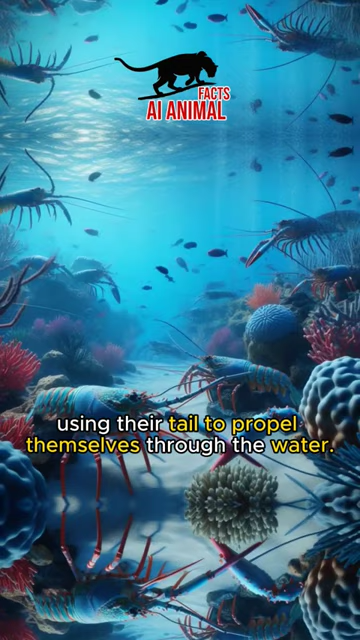 FACTS
AI ANIMAL
using their tail to propel
themselves through the water.